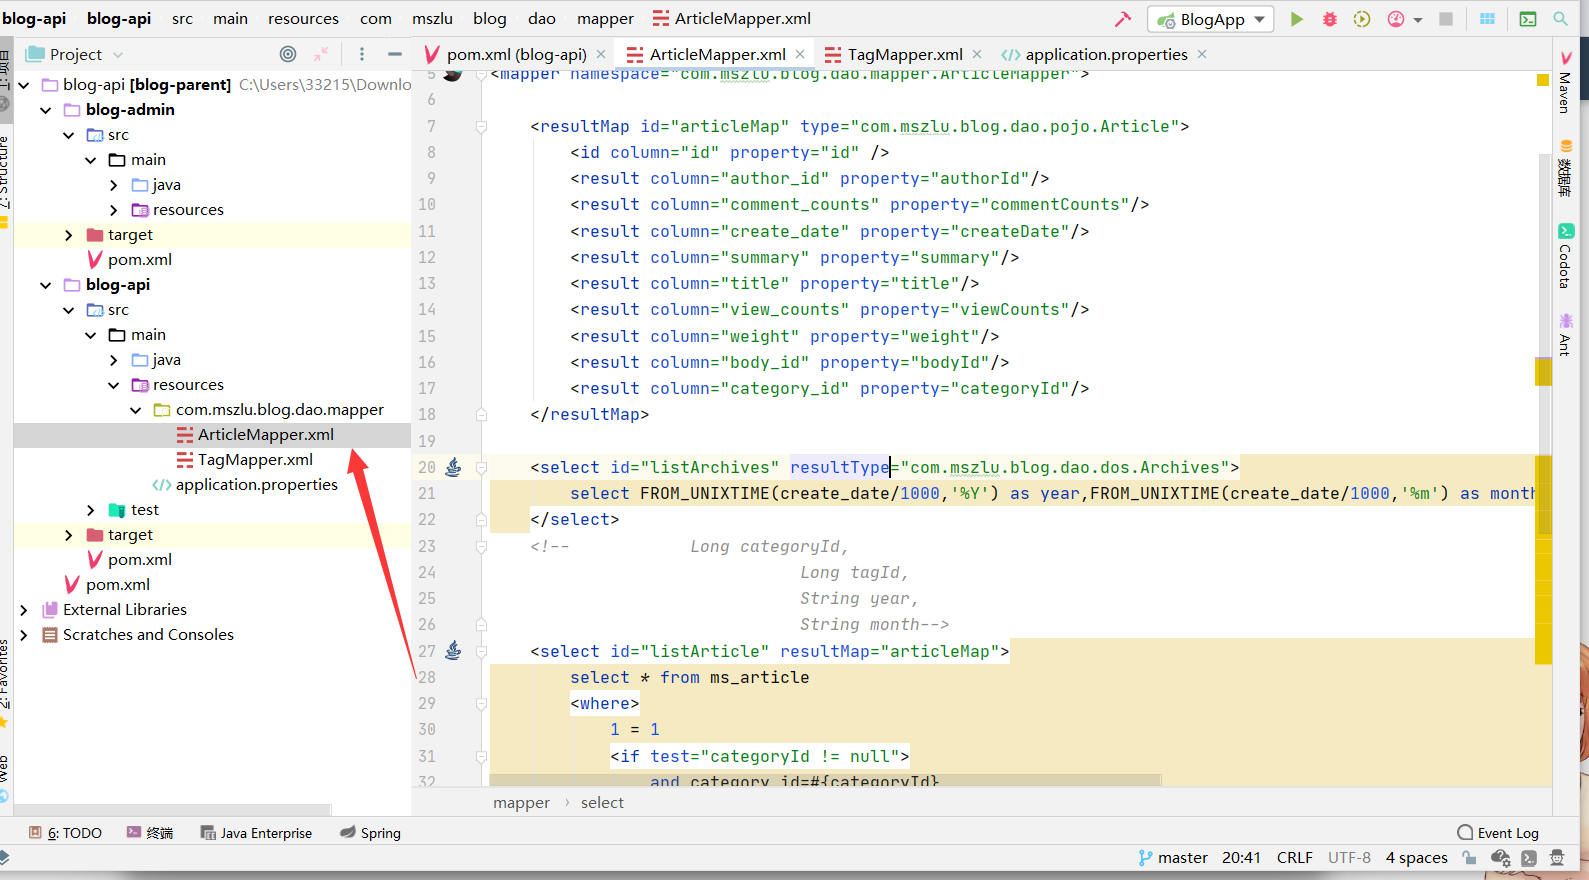 blog-api blog-api src main resources com mszlu blog dao mapper ArticleMapper.xml BlogApp
Project
pom.xml (blog-api) ArticleMapper.xml TagMapper.xml application.properties
blog-api [blog-parent] C:\Users\33215\Downlo
blog-admin
src
main
java
resources
target
pom.xml
blog-api
src
main
java
resources
com.mszlu.blog.dao.mapper
ArticleMapper.xml
TagMapper.xml
application.properties
test
target
pom.xml
pom.xml
External Libraries
Scratches and Consoles
5 <mapper namespace="com.mszlu.blog.dao.mapper.ArticleMapper">
6
7 <resultMap id="articleMap" type="com.mszlu.blog.dao.pojo.Article">
8 <id column="id" property="id" />
9 <result column="author_id" property="authorId"/>
10 <result column="comment_counts" property="commentCounts"/>
11 <result column="create_date" property="createDate"/>
12 <result column="summary" property="summary"/>
13 <result column="title" property="title"/>
14 <result column="view_counts" property="viewCounts"/>
15 <result column="weight" property="weight"/>
16 <result column="body_id" property="bodyId"/>
17 <result column="category_id" property="categoryId"/>
18 </resultMap>
19
20 <select id="listArchives" resultType="com.mszlu.blog.dao.dos.Archives">
21 select FROM_UNIXTIME(create_date/1000,'%Y') as year,FROM_UNIXTIME(create_date/1000,'%m') as month
22 </select>
23 <!-- Long categoryId,
24 Long tagId,
25 String year,
26 String month-->
27 <select id="listArticle" resultMap="articleMap">
28 select * from ms_article
29 <where>
30 1 = 1
31 <if test="categoryId != null">
32 and category_id=#{categoryId}
mapper › select
Maven
数据库
Codota
Ant
Z: Structure
2: Favorites
Web
6: TODO 终端 Java Enterprise Spring Event Log
master 20:41 CRLF UTF-8 4 spaces